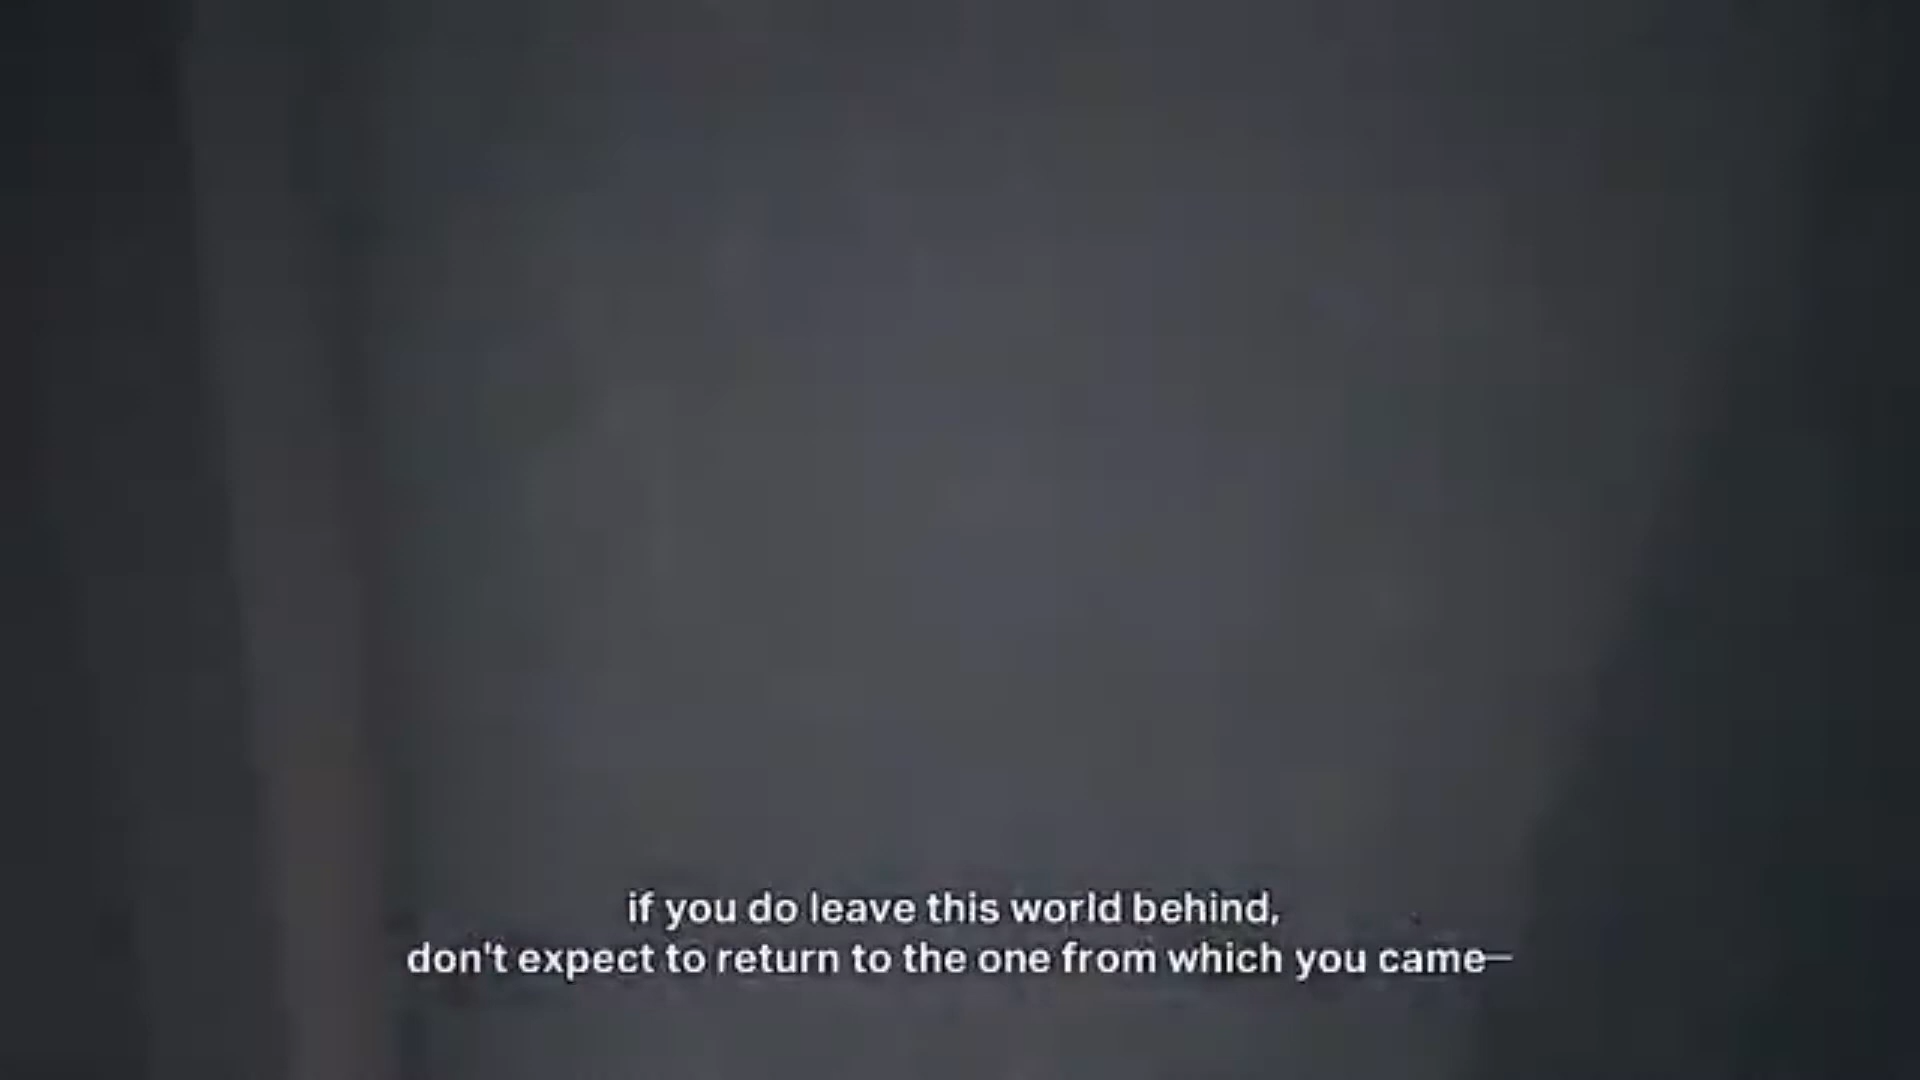 if you do leave this world behind,
don't expect to return to the one from which you came—